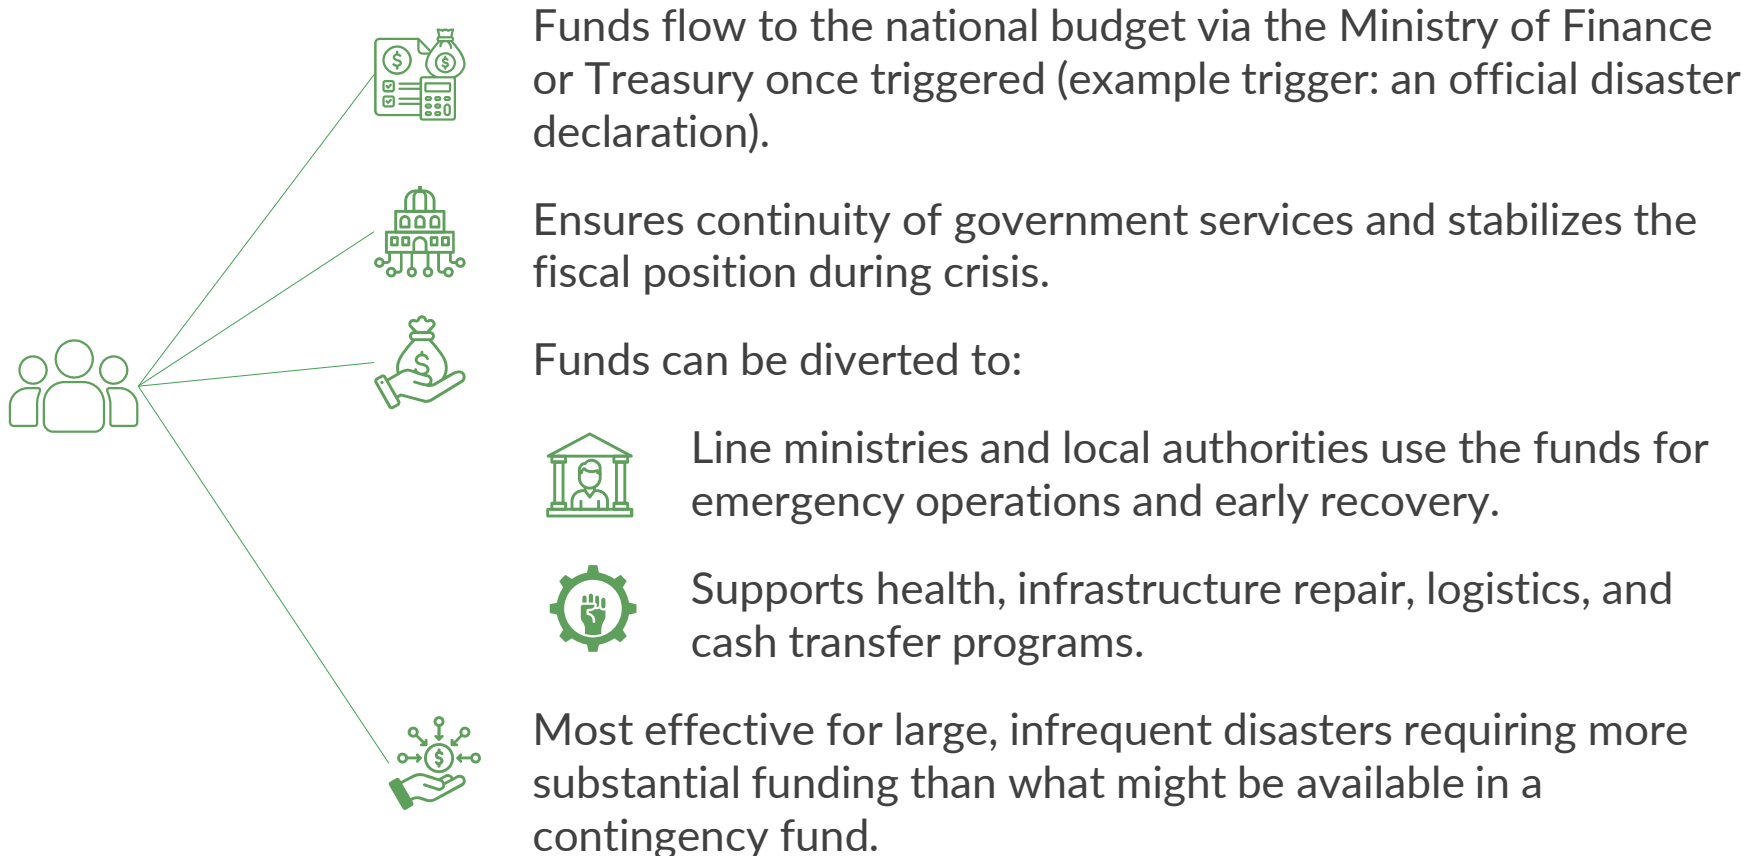 Funds flow to the national budget via the Ministry of Finance
or Treasury once triggered (example trigger: an official disaster
declaration).
Ensures continuity of government services and stabilizes the
fiscal position during crisis.
Funds can be diverted to:
Line ministries and local authorities use the funds for
emergency operations and early recovery.
Supports health, infrastructure repair, logistics, and
cash transfer programs.
Most effective for large, infrequent disasters requiring more
substantial funding than what might be available in a
contingency fund.